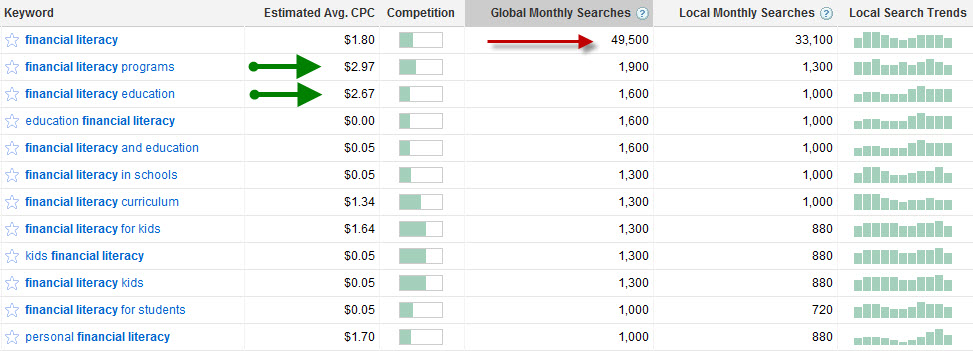 Keyword Estimated Avg. CPC Competition Global Monthly Searches ? Local Monthly Searches ? Local Search Trends
financial literacy $1.80 49,500 33,100
financial literacy programs $2.97 1,900 1,300
financial literacy education $2.67 1,600 1,000
education financial literacy $0.00 1,600 1,000
financial literacy and education $0.05 1,600 1,000
financial literacy in schools $0.05 1,300 1,000
financial literacy curriculum $1.34 1,300 1,000
financial literacy for kids $1.64 1,300 880
kids financial literacy $0.05 1,300 880
financial literacy kids $0.05 1,300 880
financial literacy for students $0.05 1,000 720
personal financial literacy $1.70 1,000 880